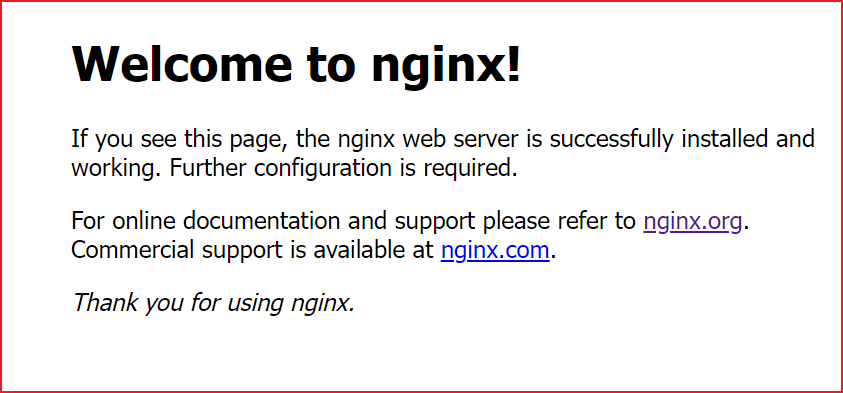 Welcome to nginx!
If you see this page, the nginx web server is successfully installed and
working. Further configuration is required.
For online documentation and support please refer to nginx.org.
Commercial support is available at nginx.com.
Thank you for using nginx.